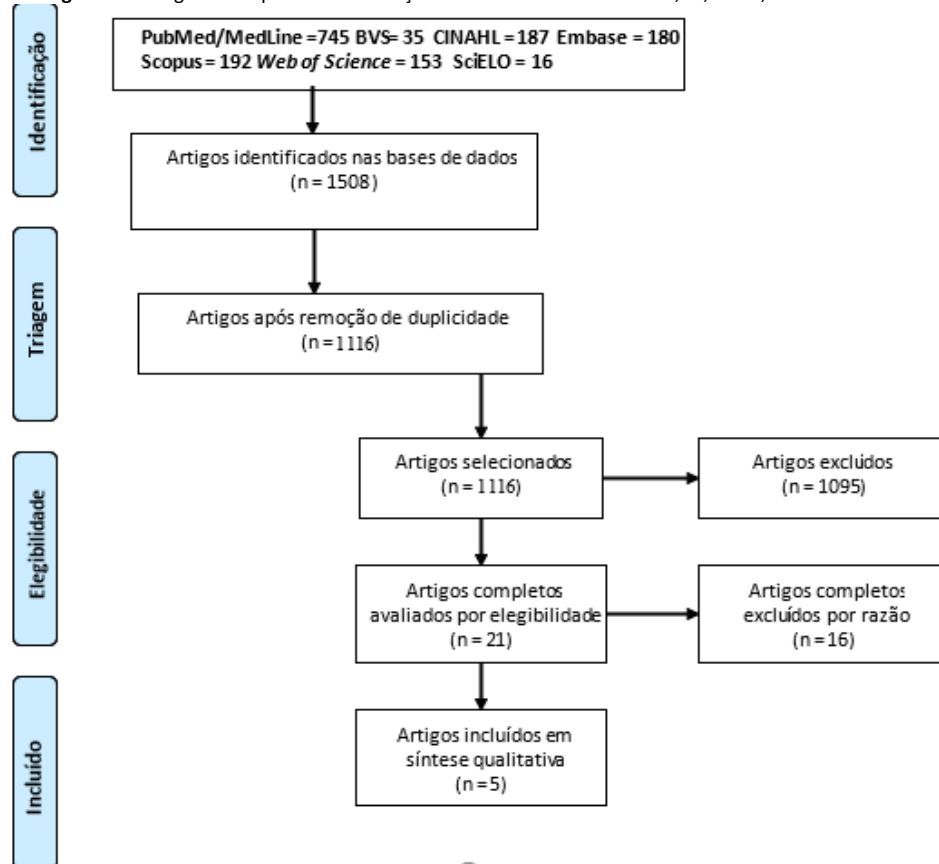 PubMed/MedLine =745 BVS= 35 CINAHL =187 Embase = 180
Scopus = 192 Web of Science = 153 SciELO = 16
Identificação
Artigos identificados nas bases de dados
(n = 1508)
Triagem
Artigos após remoção de duplicidade
(n =1116)
Elegibilidade
Artigos selecionados
(n = 1116)
Artigos excluidos
(n = 1095)
Artigos completos
avaliados por elegibilidade
(n = 21)
Artigos completos
excluídos por razão
(n =16)
Incluído
Artigos incluídos em
síntese qualitativa
(n =5)